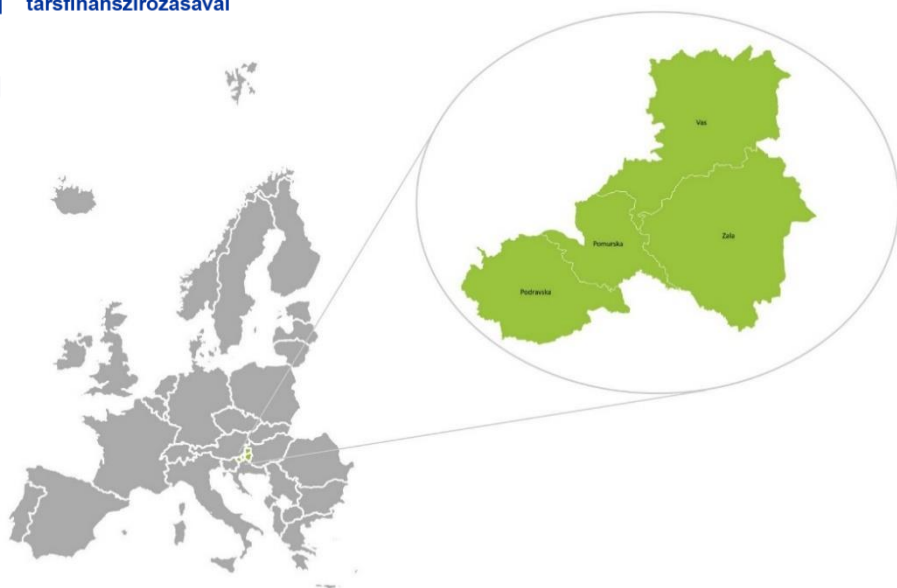 társfinanszírozásával
Vas
Zala
Pomurska
Podravska